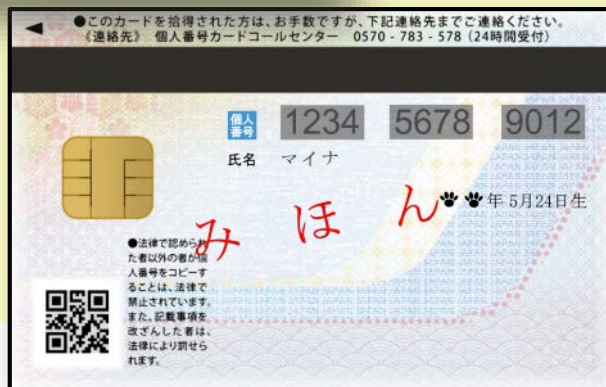 ●このカードを拾得された方は、お手数ですが、下記連絡先までご連絡ください。
《連絡先》 個人番号カードコールセンター 0570-783-578（24時間受付）
個人番号 1234 5678 9012
氏名 マイナ
年 5月24日生
みほん
●法律で認められ
た者以外の者が個
人番号をコピーす
ることは、法律で
禁止されています。
また、記載事項を
改ざんした者は、
法律により罰せら
れます。